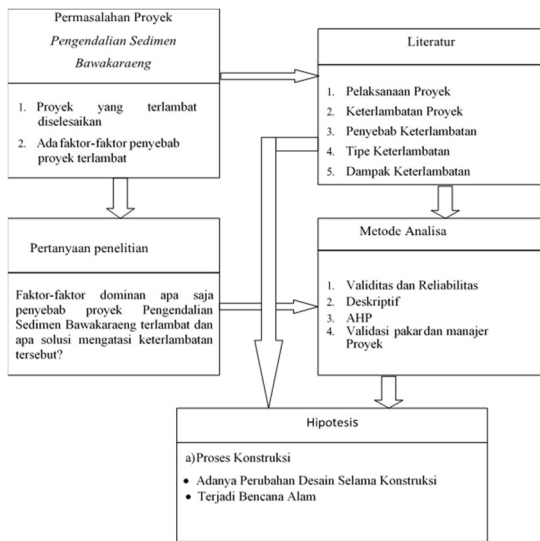 Permasalahan Proyek
Pengendalian Sedimen
Bawakaraeng
1. Proyek yang terlambat
diselesaikan
2. Ada faktor-faktor penyebab
proyek terlambat
Literatur
1. Pelaksanaan Proyek
2. Keterlambatan Proyek
3. Penyebab Keterlambatan
4. Tipe Keterlambatan
5. Dampak Keterlambatan
Pertanyaan penelitian
Faktor-faktor dominan apa saja
penyebab proyek Pengendalian
Sedimen Bawakaraeng terlambat dan
apa solusi mengatasi keterlambatan
tersebut?
Metode Analisa
1. Validitas dan Reliabilitas
2. Deskriptif
3. AHP
4. Validasi pakar dan manajer
Proyek
Hipotesis
a)Proses Konstruksi
• Adanya Perubahan Desain Selama Konstruksi
• Terjadi Bencana Alam